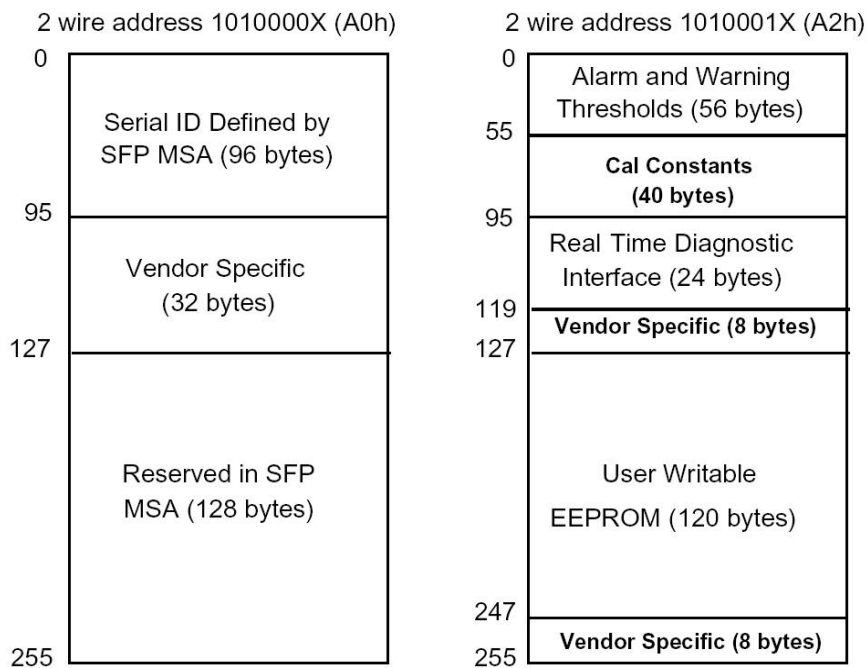 2 wire address 1010000X (A0h)
0
Serial ID Defined by
SFP MSA (96 bytes)
95
Vendor Specific
(32 bytes)
127
Reserved in SFP
MSA (128 bytes)
255
2 wire address 1010001X (A2h)
0
Alarm and Warning
Thresholds (56 bytes)
55
Cal Constants
(40 bytes)
95
Real Time Diagnostic
Interface (24 bytes)
119
Vendor Specific (8 bytes)
127
User Writable
EEPROM (120 bytes)
247
Vendor Specific (8 bytes)
255